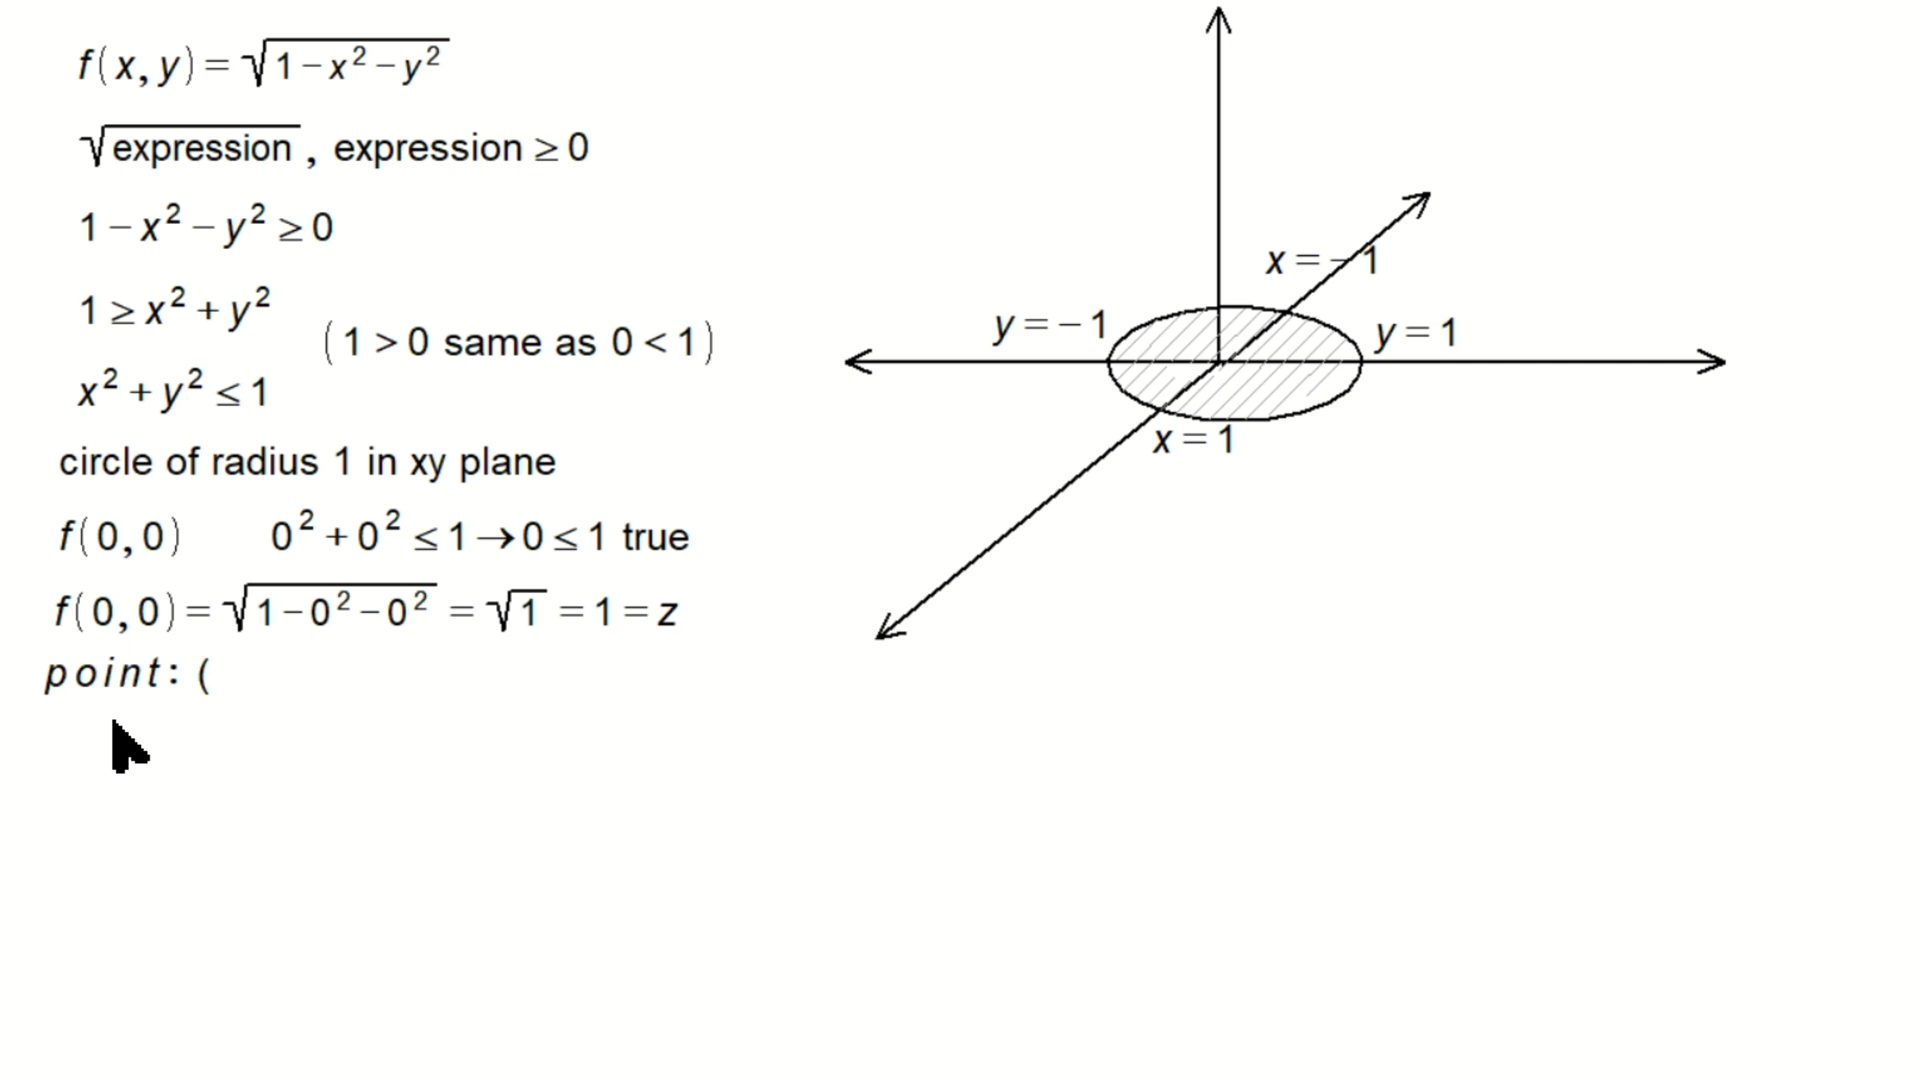 f(x,y)=√1−x²−y²
√expression , expression ≥ 0
1−x²−y² ≥ 0
1 ≥ x²+y²
(1>0 same as 0<1)
x²+y² ≤ 1
circle of radius 1 in xy plane
f(0,0) 0²+0² ≤ 1→0 ≤ 1 true
f(0,0)=√1−0²−0² =√1 =1=z
point: (
x=−1
y=−1
y=1
x=1